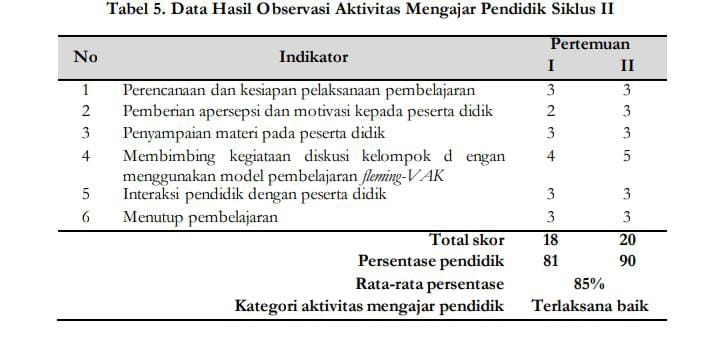 Tabel 5. Data Hasil Observasi Aktivitas Mengajar Pendidik Siklus II
No Indikator Pertemuan
I II
1 Perencanaan dan kesiapan pelaksanaan pembelajaran 3 3
2 Pemberian apersepsi dan motivasi kepada peserta didik 2 3
3 Penyampaian materi pada peserta didik 3 3
4 Membimbing kegiataan diskusi kelompok d engan 4 5
menggunakan model pembelajaran fleming-VAK
5 Interaksi pendidik dengan peserta didik 3 3
6 Menutup pembelajaran 3 3
Total skor 18 20
Persentase pendidik 81 90
Rata-rata persentase 85%
Kategori aktivitas mengajar pendidik Terlaksana baik